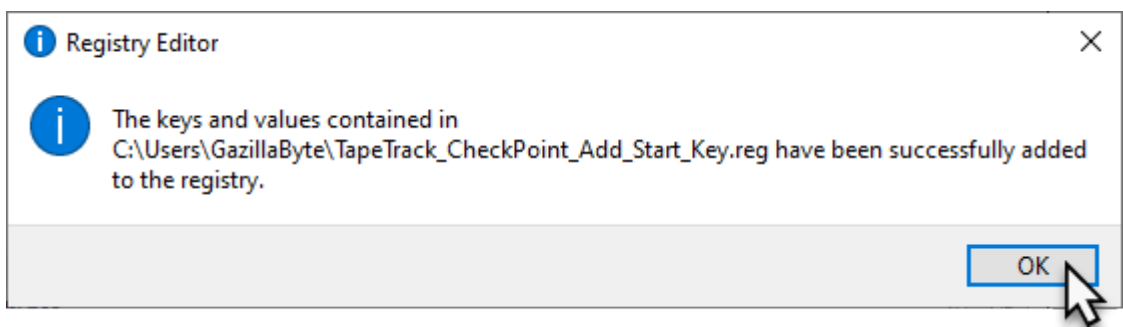 Registry Editor
The keys and values contained in
C:\Users\GazillaByte\TapeTrack_CheckPoint_Add_Start_Key.reg have been successfully added
to the registry.
OK